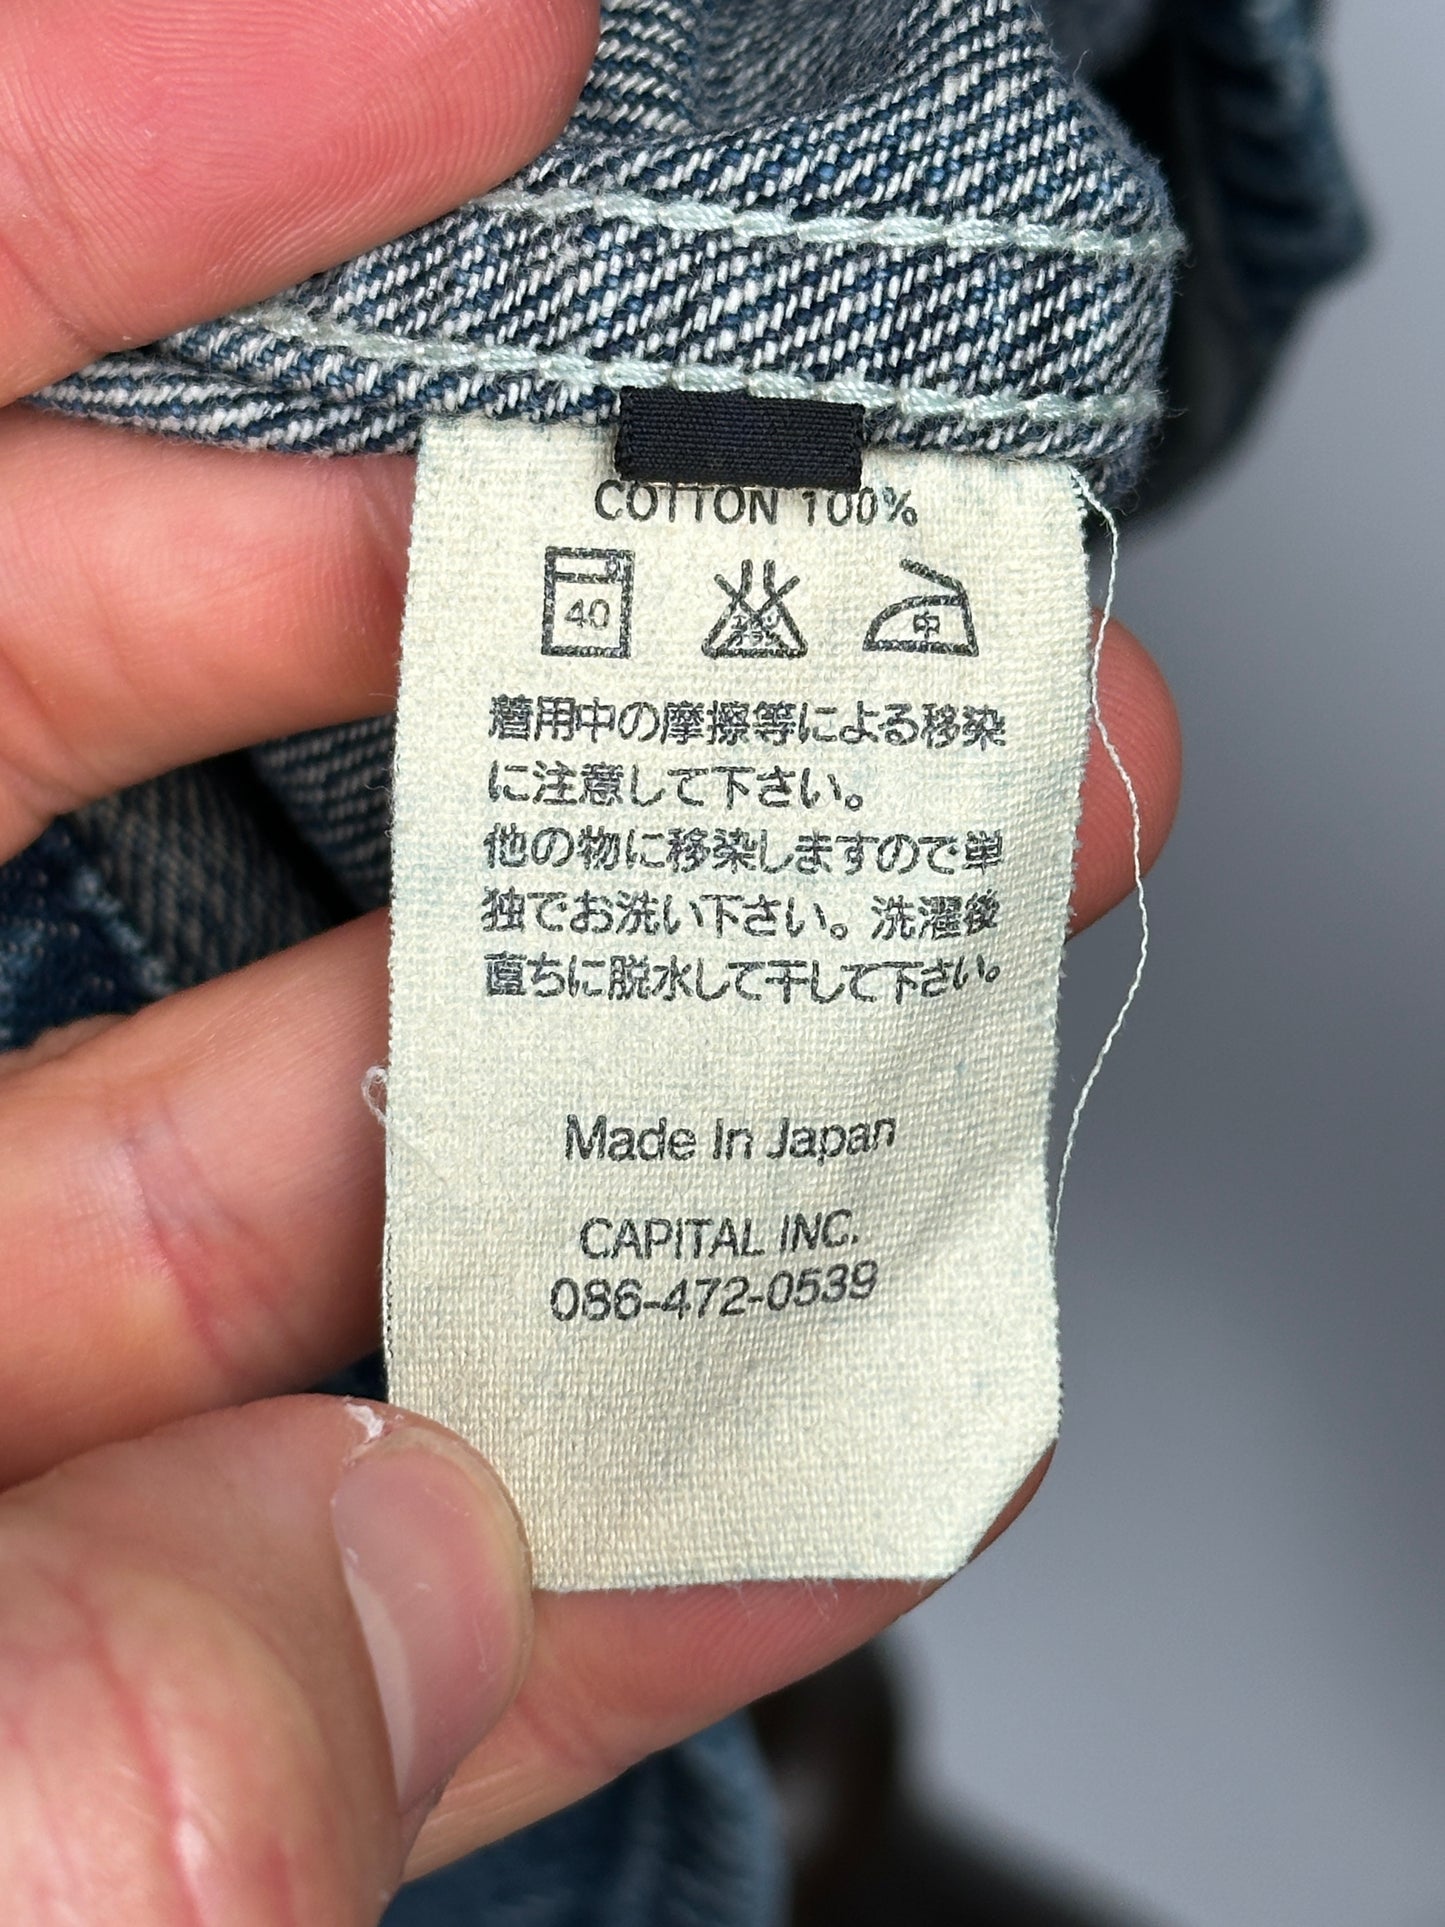 COTTON 100%
40
中
着用中の摩擦等による移染
に注意して下さい。
他の物に移染しますので単
独でお洗い下さい。洗濯後
直ちに脱水して干して下さい。
Made In Japan
CAPITAL INC.
086-472-0539